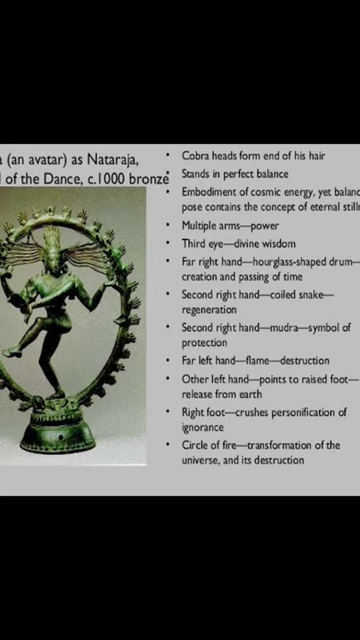 a (an avatar) as Nataraja,
l of the Dance, c.1000 bronze
• Cobra heads form end of his hair
• Stands in perfect balance
• Embodiment of cosmic energy, yet balanc
pose contains the concept of eternal still
• Multiple arms—power
• Third eye—divine wisdom
• Far right hand—hourglass-shaped drum—
creation and passing of time
• Second right hand—coiled snake—
regeneration
• Second right hand—mudra—symbol of
protection
• Far left hand—flame—destruction
• Other left hand—points to raised foot—
release from earth
• Right foot—crushes personification of
ignorance
• Circle of fire—transformation of the
universe, and its destruction